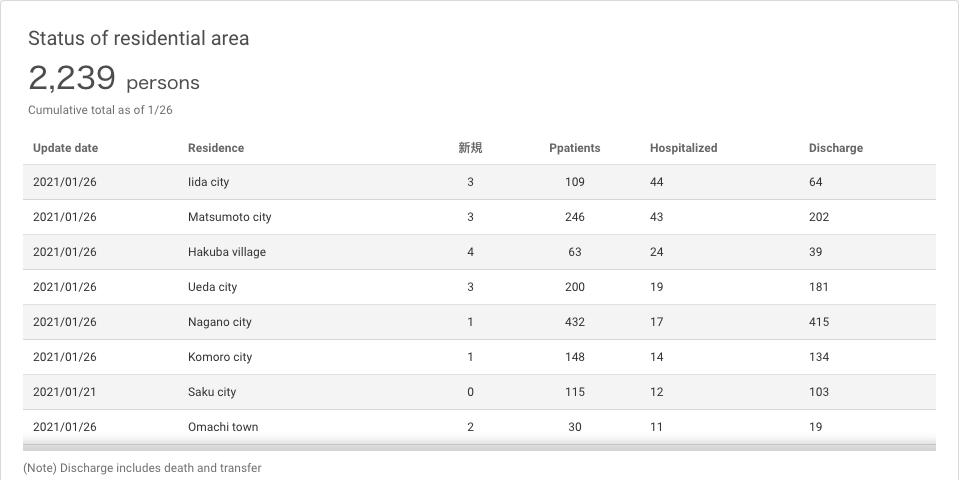 Status of residential area
2,239 persons
Cumulative total as of 1/26
Update date Residence 新規 Ppatients Hospitalized Discharge
2021/01/26 Iida city 3 109 44 64
2021/01/26 Matsumoto city 3 246 43 202
2021/01/26 Hakuba village 4 63 24 39
2021/01/26 Ueda city 3 200 19 181
2021/01/26 Nagano city 1 432 17 415
2021/01/26 Komoro city 1 148 14 134
2021/01/21 Saku city 0 115 12 103
2021/01/26 Omachi town 2 30 11 19
(Note) Discharge includes death and transfer